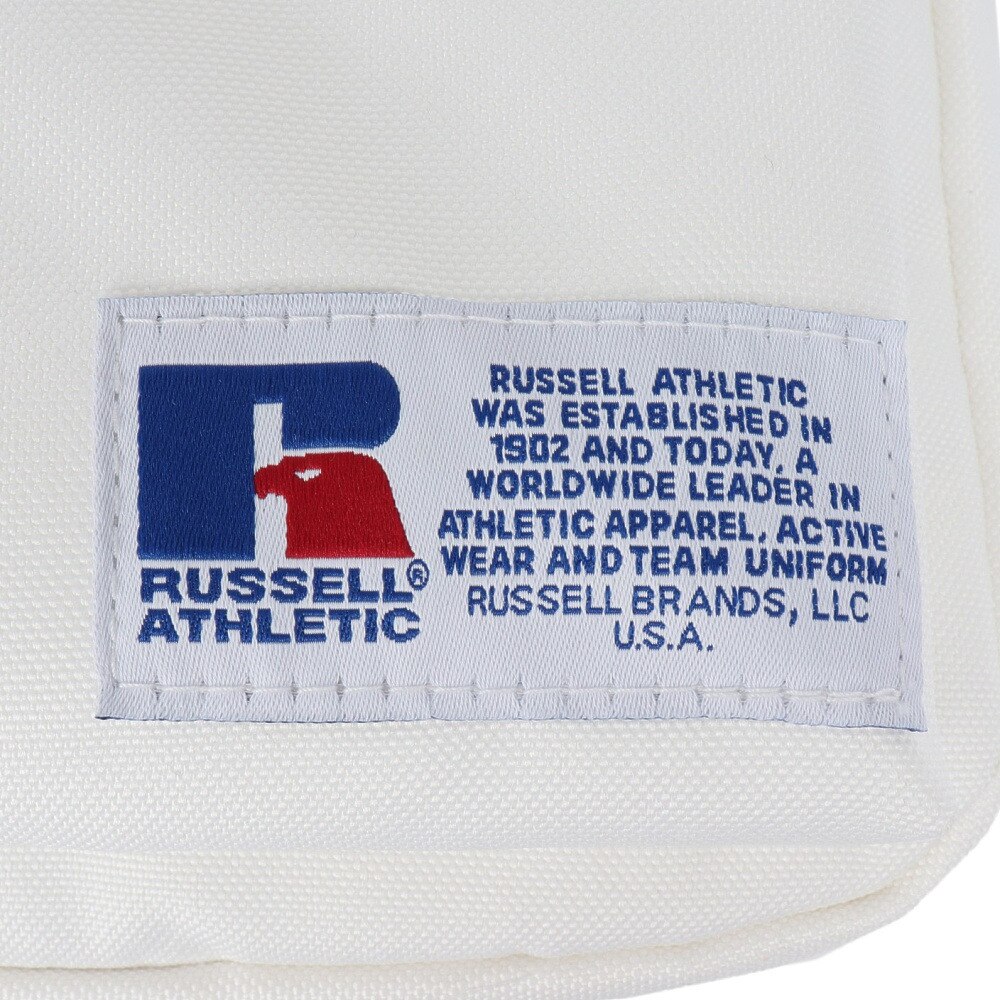 R
RUSSELL®
ATHLETIC
RUSSELL ATHLETIC
WAS ESTABLISHED IN
1902 AND TODAY, A
WORLDWIDE LEADER IN
ATHLETIC APPAREL, ACTIVE
WEAR AND TEAM UNIFORM
RUSSELL BRANDS, LLC
U.S.A.